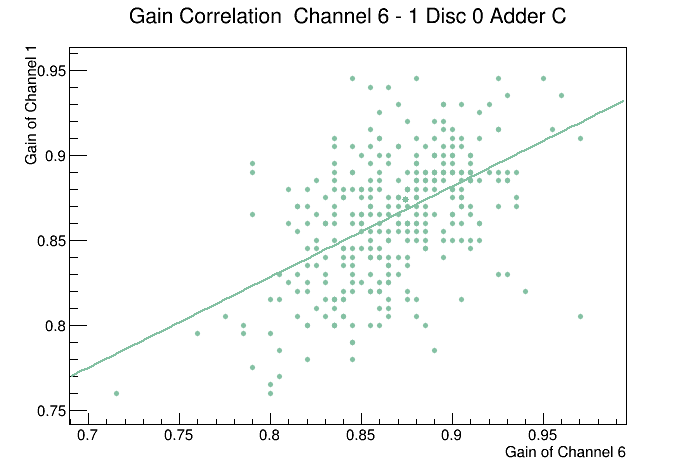 Gain Correlation  Channel 6 - 1 Disc 0 Adder C
Gain of Channel 1
0.95
0.9
0.85
0.8
0.75
0.7 0.75 0.8 0.85 0.9 0.95
Gain of Channel 6